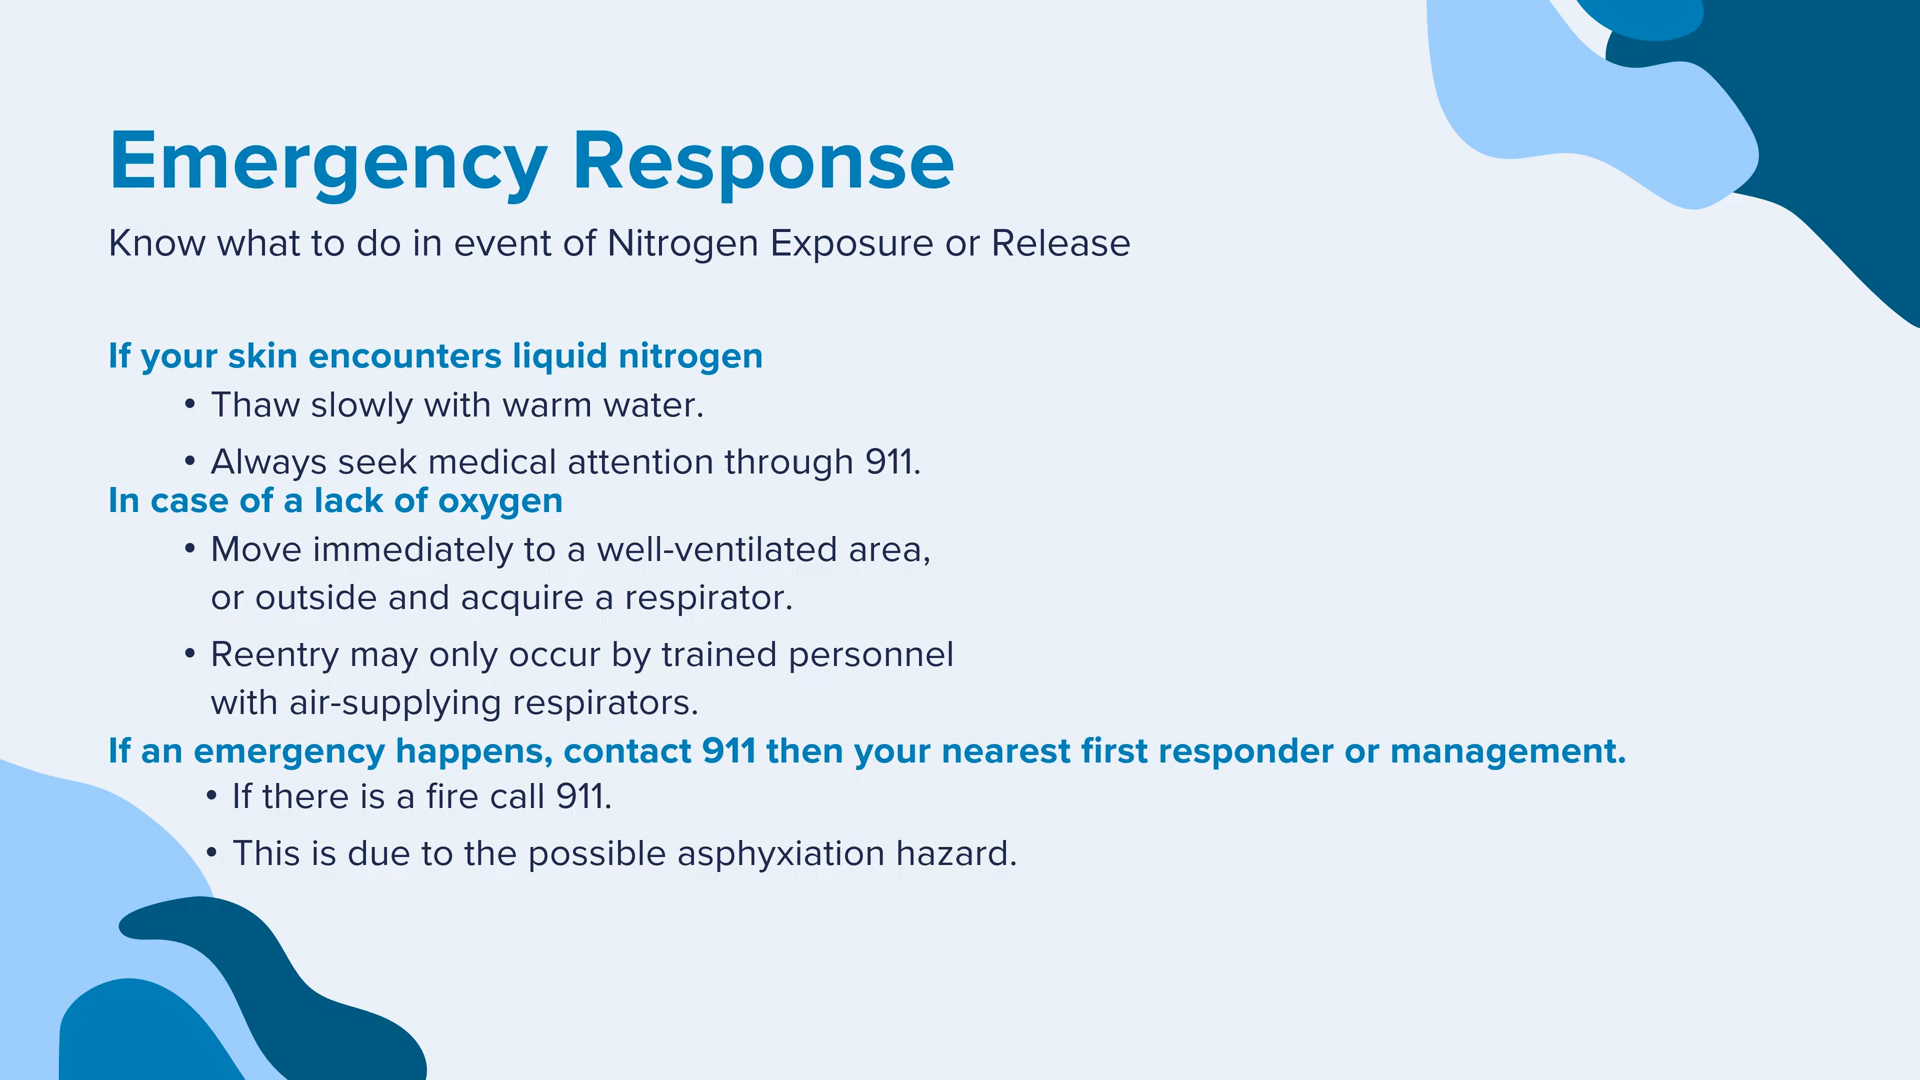 Emergency Response
Know what to do in event of Nitrogen Exposure or Release
If your skin encounters liquid nitrogen
• Thaw slowly with warm water.
• Always seek medical attention through 911.
In case of a lack of oxygen
• Move immediately to a well-ventilated area,
or outside and acquire a respirator.
• Reentry may only occur by trained personnel
with air-supplying respirators.
If an emergency happens, contact 911 then your nearest first responder or management.
• If there is a fire call 911.
• This is due to the possible asphyxiation hazard.